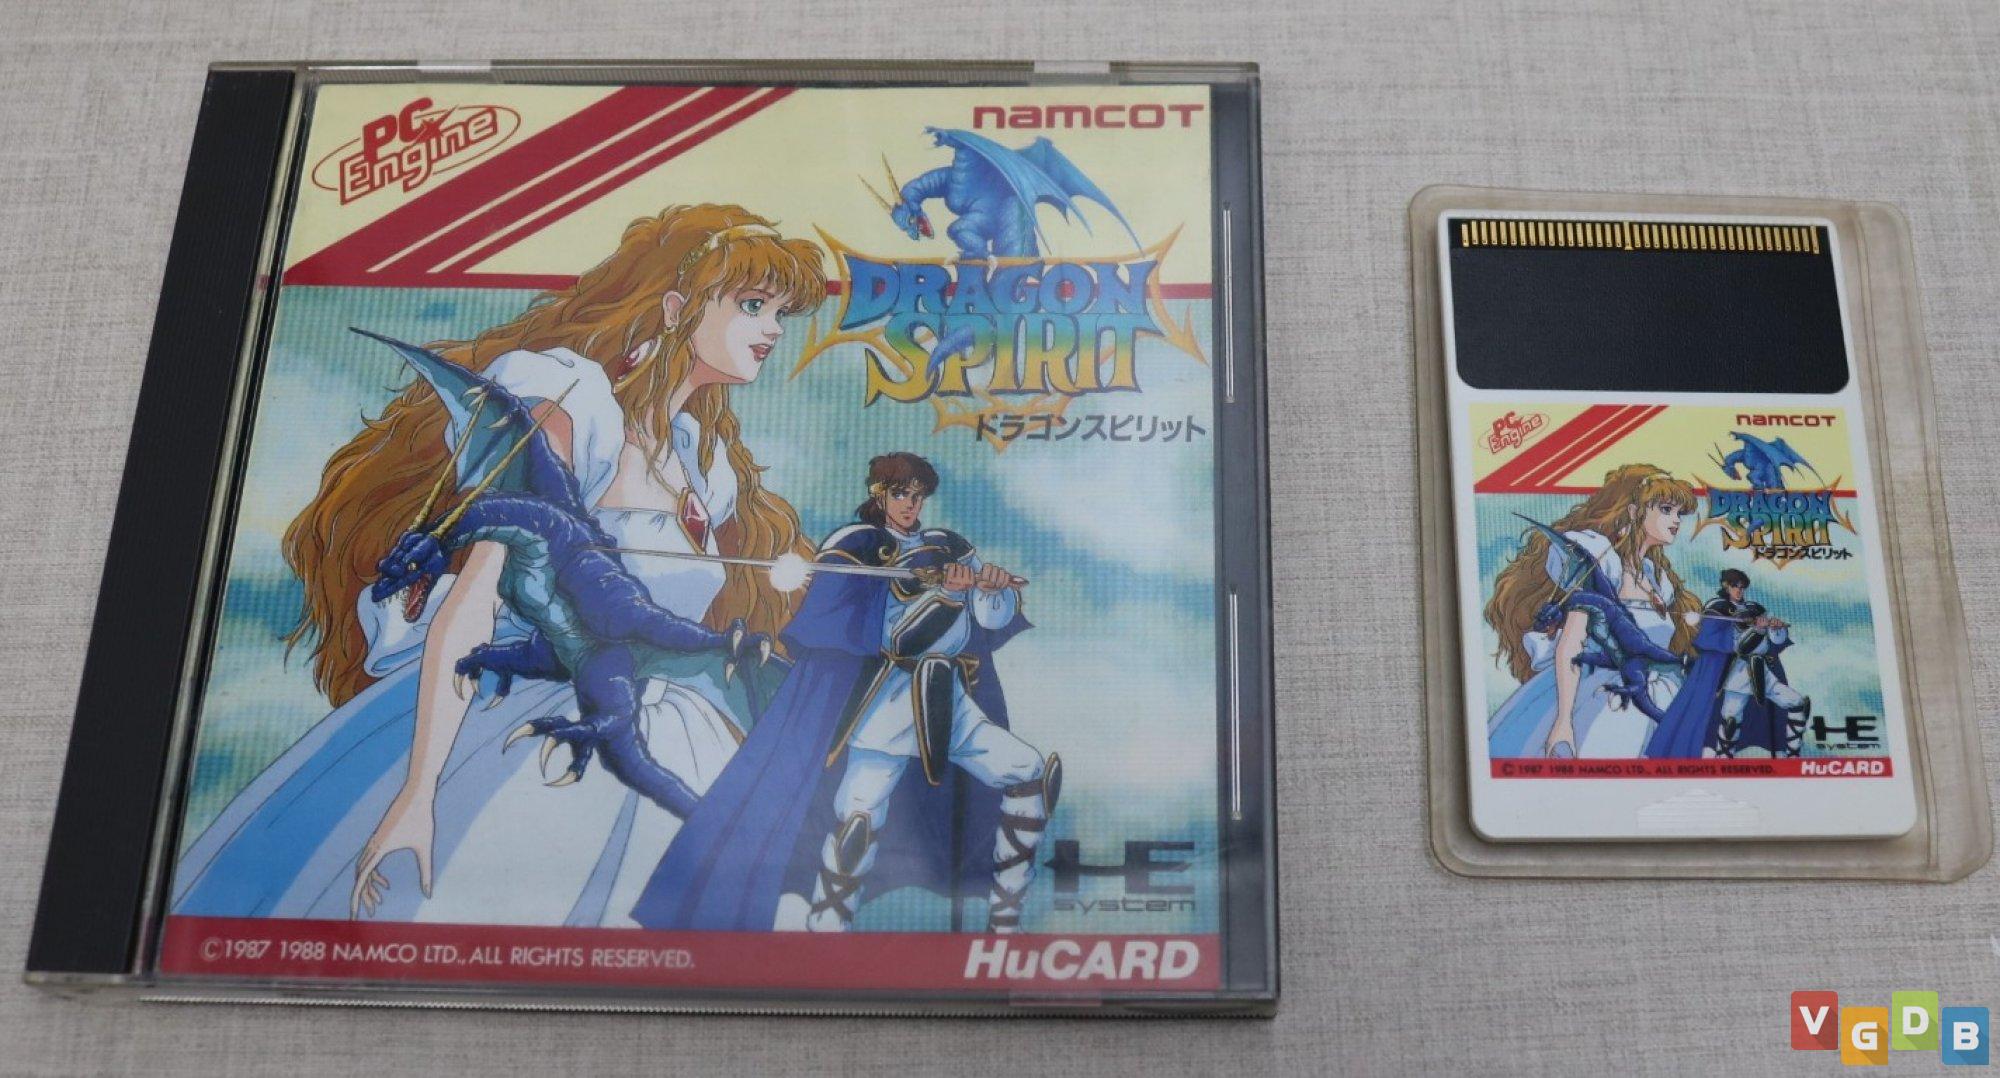 PC Engine
namcot
DRAGON
SPIRIT
ドラゴンスピリット
HE
system
©1987 1988 NAMCO LTD., ALL RIGHTS RESERVED.
HuCARD
PC Engine
namcot
DRAGON
SPIRIT
ドラゴンスピリット
HE
system
©1987 1988 NAMCO LTD., ALL RIGHTS RESERVED.
HuCARD
VGDB